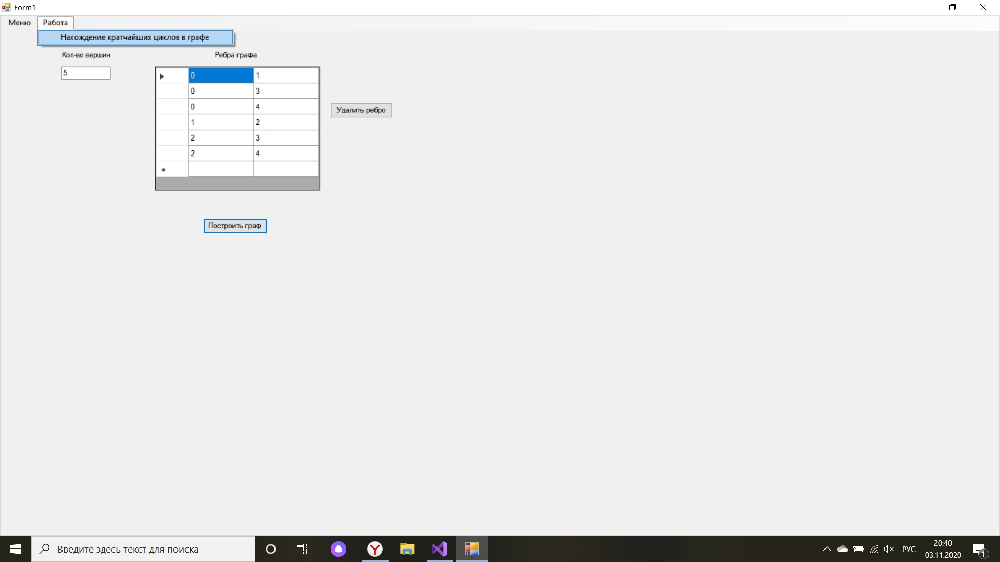 Form1
Меню Работа
Нахождение кратчайших циклов в графе
Кол-во вершин Ребра графа
5
0 1
0 3
0 4
1 2
2 3
2 4
Удалить ребро
Построить граф
Введите здесь текст для поиска
РУС
20:40
03.11.2020
1